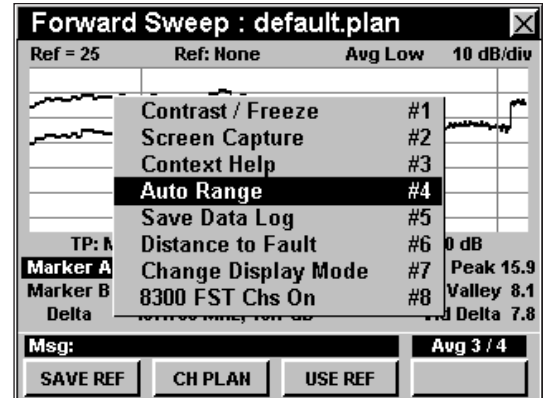 Forward Sweep : default.plan
Ref = 25 Ref: None Avg Low 10 dB/div
Contrast / Freeze #1
Screen Capture #2
Context Help #3
Auto Range #4
Save Data Log #5
Distance to Fault #6
Change Display Mode #7
8300 FST Chs On #8
TP: 0 dB
Marker A Peak 15.9
Marker B Valley 8.1
Delta Delta 7.8
Msg: Avg 3 / 4
SAVE REF CH PLAN USE REF